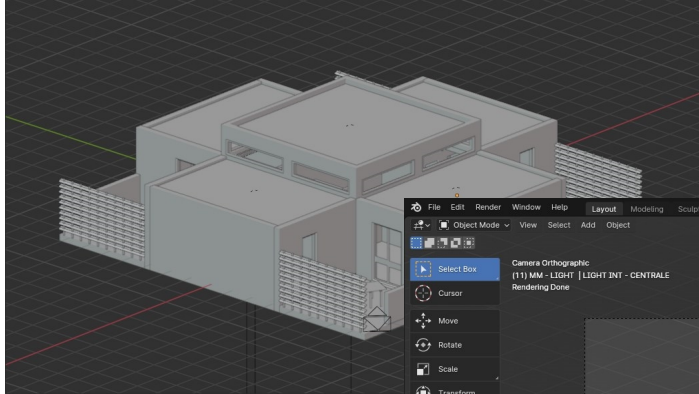 File Edit Render Window Help Layout Modeling
Object Mode View Select Add Object
Select Box
Camera Orthographic
(11) MM - LIGHT | LIGHT INT - CENTRALE
Rendering Done
Cursor
Move
Rotate
Scale
Transform